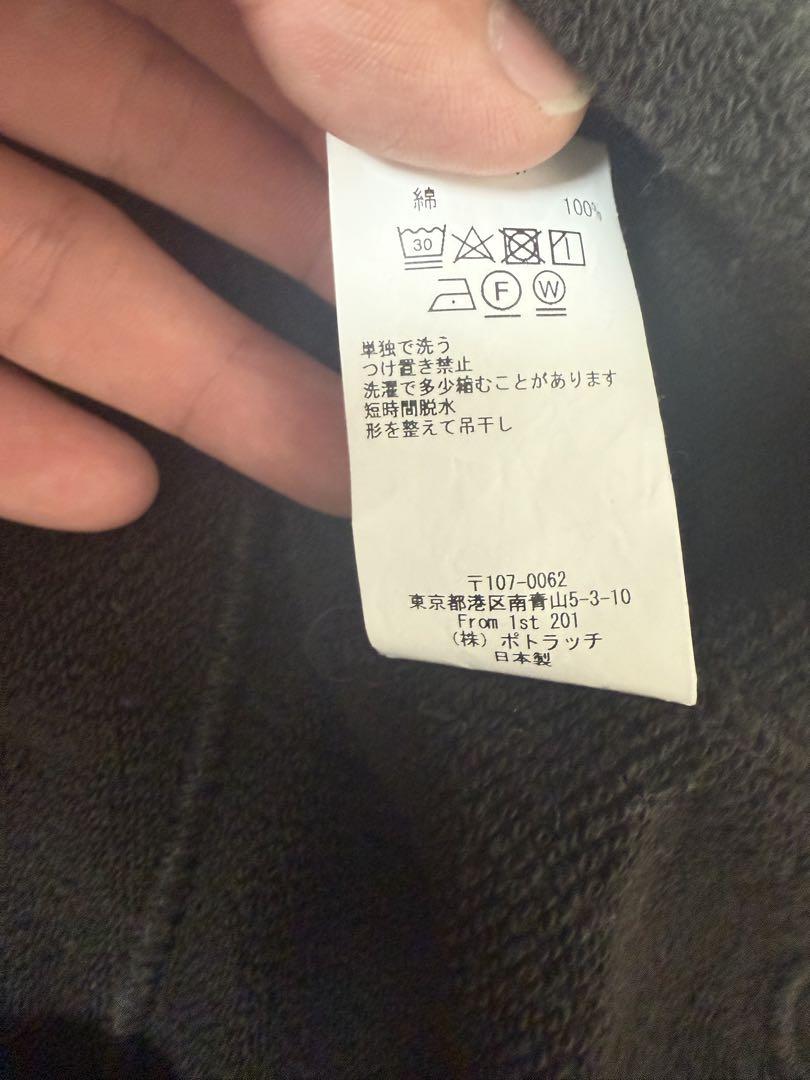 綿 100%
30
F W
単独で洗う
つけ置き禁止
洗濯で多少縮むことがあります
短時間脱水
形を整えて吊干し
〒107-0062
東京都港区南青山5-3-10
From 1st 201
(株) ポトラッチ
日本製